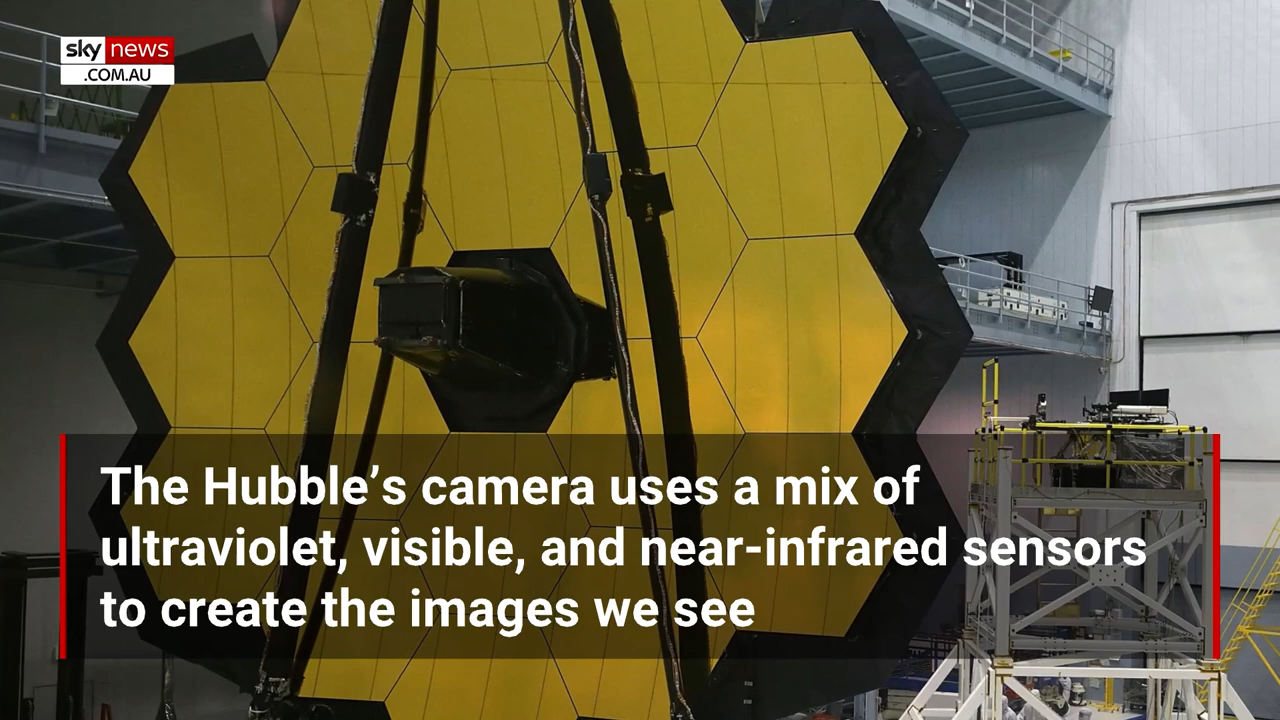 sky news
.COM.AU
The Hubble’s camera uses a mix of
ultraviolet, visible, and near-infrared sensors
to create the images we see